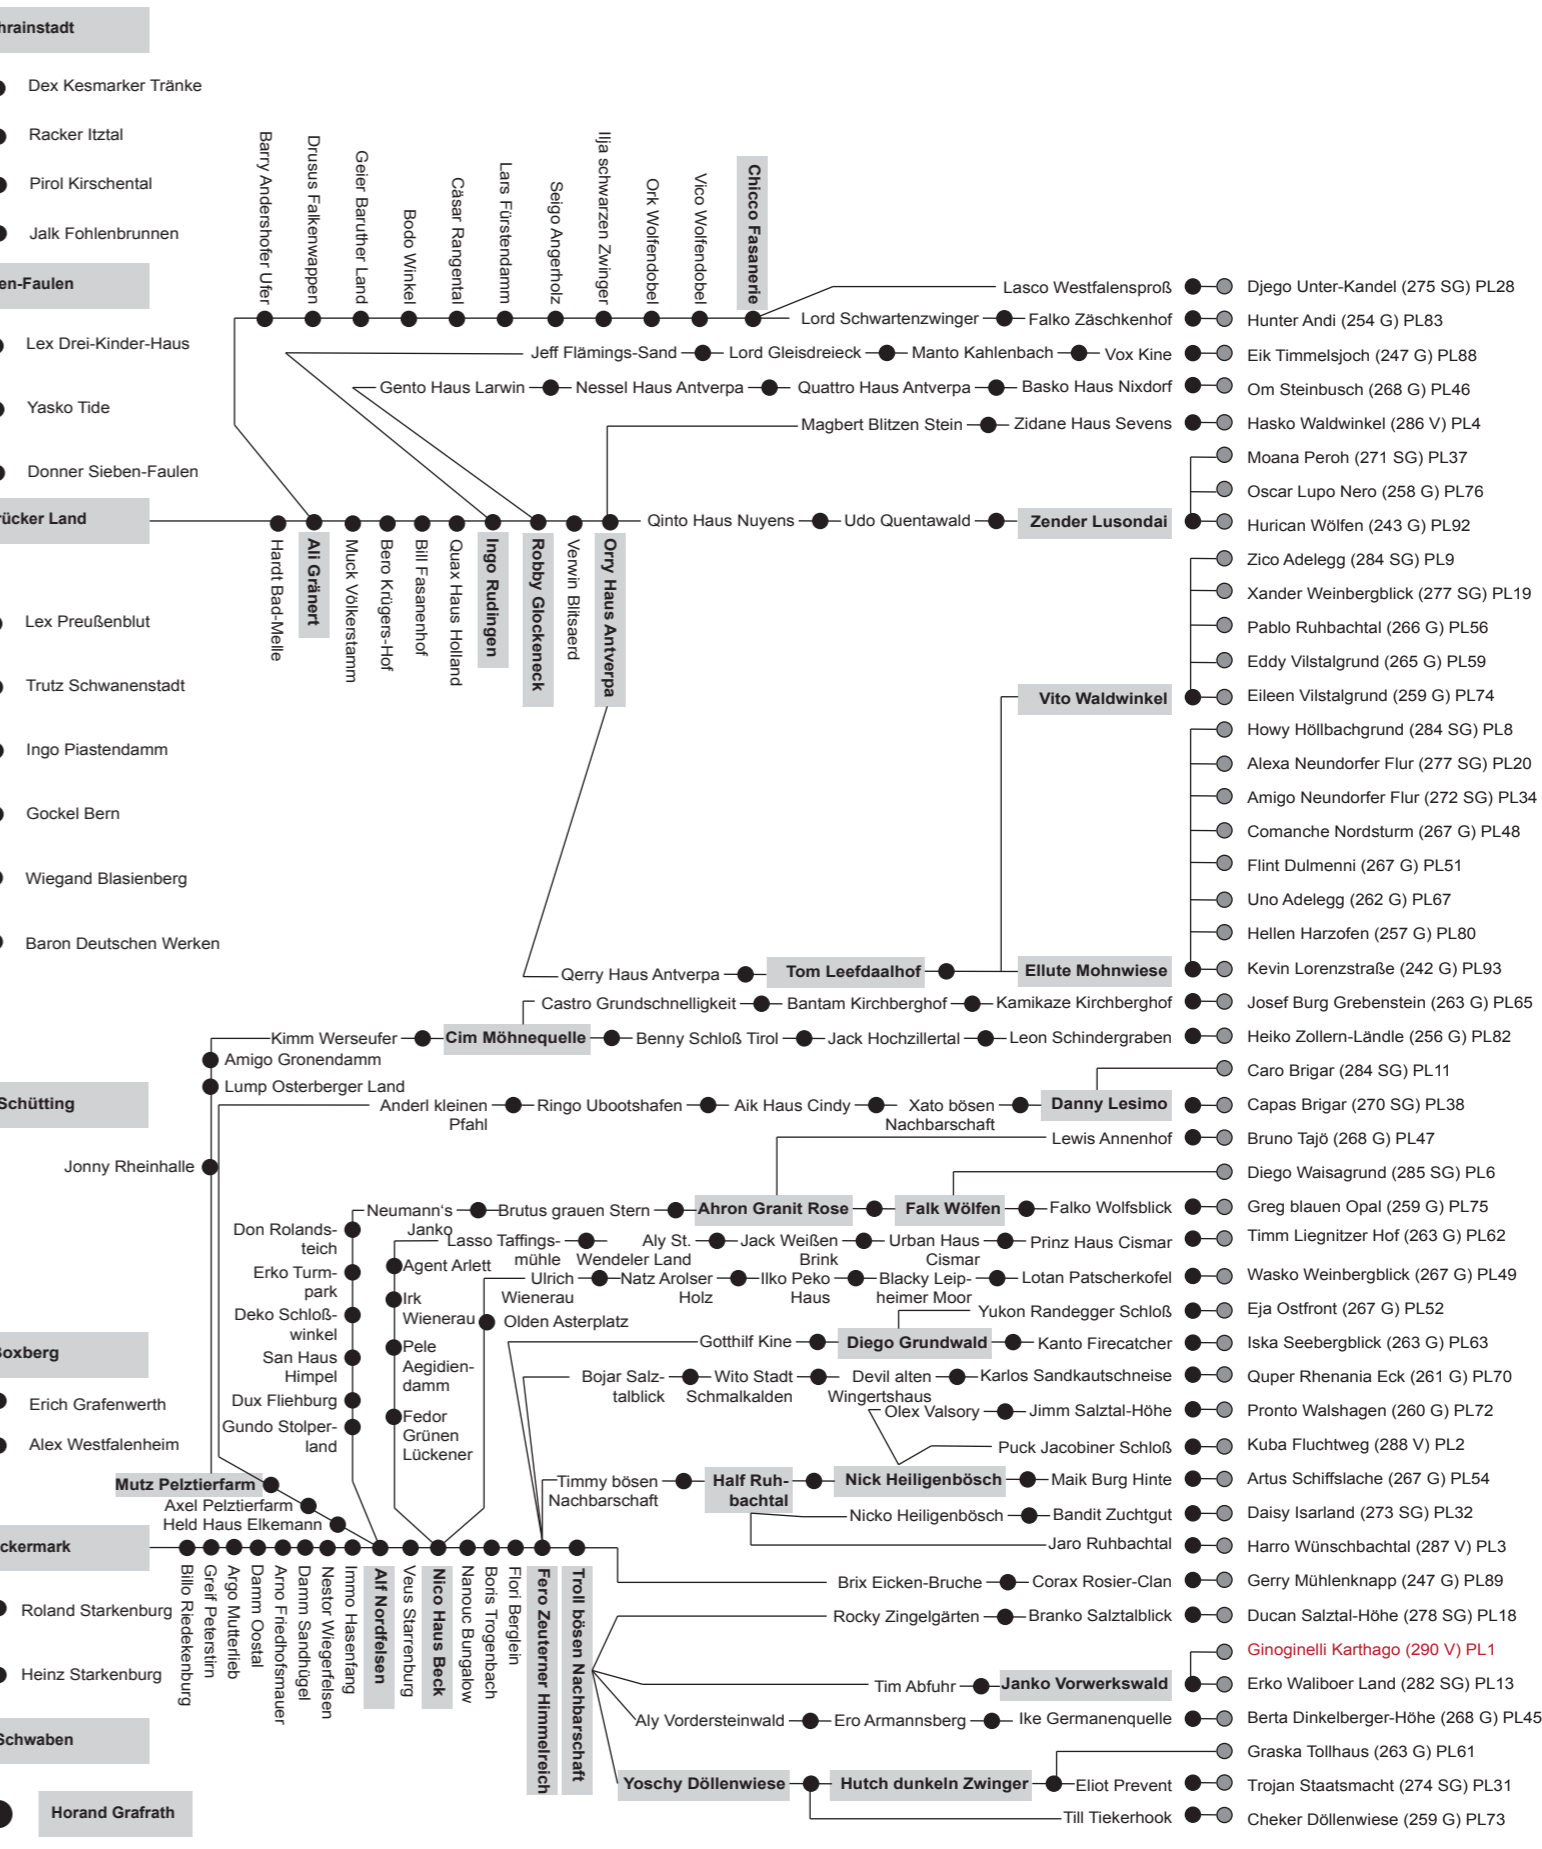 hrainstadt
Dex Kesmarker Tränke
Racker Itztal
Pirol Kirschental
Jalk Fohlenbrunnen
en-Faulen
Lex Drei-Kinder-Haus
Yasko Tide
Donner Sieben-Faulen
rücker Land
Lex Preußenblut
Trutz Schwanenstadt
Ingo Piastendamm
Gockel Bern
Wiegand Blasienberg
Baron Deutschen Werken
Schütting
Boxberg
Erich Grafenwerth
Alex Westfalenheim
ckermark
Roland Starkenburg
Heinz Starkenburg
Schwaben
Horand Grafrath
Barry Andershofer Ufer
Drusus Falkenwappen
Geier Baruther Land
Bodo Winkel
Cäsar Rangental
Lars Fürstendamm
Seigo Angerholz
Ilja schwarzen Zwinger
Ork Wolfendobel
Vico Wolfendobel
Chicco Fasanerie
Lasco Westfalensproß
Djego Unter-Kandel (275 SG) PL28
Lord Schwartenzwinger
Falko Zäschkenhof
Hunter Andi (254 G) PL83
Jeff Flämings-Sand
Lord Gleisdreieck
Manto Kahlenbach
Vox Kine
Eik Timmelsjoch (247 G) PL88
Gento Haus Larwin
Nessel Haus Antverpa
Quattro Haus Antverpa
Basko Haus Nixdorf
Om Steinbusch (268 G) PL46
Magbert Blitzen Stein
Zidane Haus Sevens
Hasko Waldwinkel (286 V) PL4
Moana Peroh (271 SG) PL37
Oscar Lupo Nero (258 G) PL76
Qinto Haus Nuyens
Udo Quentawald
Zender Lusondai
Hurican Wölfen (243 G) PL92
Hardt Bad-Melle
Ali Gränert
Muck Völkerstamm
Bero Krügers-Hof
Bill Fasanenhof
Quax Haus Holland
Ingo Rudingen
Robby Glockeneck
Verwin Blitsaerd
Orry Haus Antverpa
Zico Adelegg (284 SG) PL9
Xander Weinbergblick (277 SG) PL19
Pablo Ruhbachtal (266 G) PL56
Eddy Vilstalgrund (265 G) PL59
Vito Waldwinkel
Eileen Vilstalgrund (259 G) PL74
Howy Höllbachgrund (284 SG) PL8
Alexa Neundorfer Flur (277 SG) PL20
Amigo Neundorfer Flur (272 SG) PL34
Comanche Nordsturm (267 G) PL48
Flint Dulmenni (267 G) PL51
Uno Adelegg (262 G) PL67
Hellen Harzofen (257 G) PL80
Qerry Haus Antverpa
Tom Leefdaalhof
Ellute Mohnwiese
Kevin Lorenzstraße (242 G) PL93
Castro Grundschnelligkeit
Bantam Kirchberghof
Kamikaze Kirchberghof
Josef Burg Grebenstein (263 G) PL65
Kimm Werseufer
Cim Möhnequelle
Benny Schloß Tirol
Jack Hochzillertal
Leon Schindergraben
Heiko Zollern-Ländle (256 G) PL82
Amigo Gronendamm
Lump Osterberger Land
Caro Brigar (284 SG) PL11
Anderl kleinen
Pfahl
Ringo Ubootshafen
Aik Haus Cindy
Xato bösen
Nachbarschaft
Danny Lesimo
Capas Brigar (270 SG) PL38
Lewis Annenhof
Bruno Tajö (268 G) PL47
Jonny Rheinhalle
Diego Waisagrund (285 SG) PL6
Neumann‘s
Janko
Brutus grauen Stern
Ahron Granit Rose
Falk Wölfen
Falko Wolfsblick
Greg blauen Opal (259 G) PL75
Don Rolands-
teich
Erko Turm-
park
Deko Schloß-
winkel
San Haus
Himpel
Dux Fliehburg
Gundo Stolper-
land
Lasso Taffings-
mühle
Aly St.
Wendeler Land
Jack Weißen
Brink
Urban Haus
Cismar
Prinz Haus Cismar
Timm Liegnitzer Hof (263 G) PL62
Agent Arlett
Irk
Wienerau
Pele
Aegidien-
damm
Fedor
Grünen
Lückener
Ulrich
Wienerau
Natz Arolser
Holz
Ilko Peko
Haus
Blacky Leip-
heimer Moor
Lotan Patscherkofel
Wasko Weinbergblick (267 G) PL49
Olden Asterplatz
Yukon Randegger Schloß
Eja Ostfront (267 G) PL52
Gotthilf Kine
Diego Grundwald
Kanto Firecatcher
Iska Seebergblick (263 G) PL63
Bojar Salz-
talblick
Wito Stadt
Schmalkalden
Devil alten
Wingertshaus
Karlos Sandkautschneise
Quper Rhenania Eck (261 G) PL70
Olex Valsory
Jimm Salztal-Höhe
Pronto Walshagen (260 G) PL72
Puck Jacobiner Schloß
Kuba Fluchtweg (288 V) PL2
Mutz Pelztierfarm
Axel Pelztierfarm
Held Haus Elkemann
Timmy bösen
Nachbarschaft
Half Ruh-
bachtal
Nick Heiligenbösch
Maik Burg Hinte
Artus Schiffslache (267 G) PL54
Nicko Heiligenbösch
Bandit Zuchtgut
Daisy Isarland (273 SG) PL32
Jaro Ruhbachtal
Harro Wünschbachtal (287 V) PL3
Billo Riedekenburg
Greif Peterstirn
Argo Mutterlieb
Damm Oostal
Arno Friedhofsmauer
Damm Sandhügel
Nestor Wiegerfelsen
Immo Hasenfang
Alf Nordfelsen
Veus Starrenburg
Nico Haus Beck
Nanouc Bungalow
Boris Trogenbach
Flori Berglein
Fero Zeuterner Himmelreich
Troll bösen Nachbarschaft
Brix Eicken-Bruche
Corax Rosier-Clan
Gerry Mühlenknapp (247 G) PL89
Rocky Zingelgärten
Branko Salztalblick
Ducan Salztal-Höhe (278 SG) PL18
Ginoginelli Karthago (290 V) PL1
Tim Abfuhr
Janko Vorwerkswald
Erko Waliboer Land (282 SG) PL13
Aly Vordersteinwald
Ero Armannsberg
Ike Germanenquelle
Berta Dinkelberger-Höhe (268 G) PL45
Graska Tollhaus (263 G) PL61
Yoschy Döllenwiese
Hutch dunkeln Zwinger
Eliot Prevent
Trojan Staatsmacht (274 SG) PL31
Till Tiekerhook
Cheker Döllenwiese (259 G) PL73